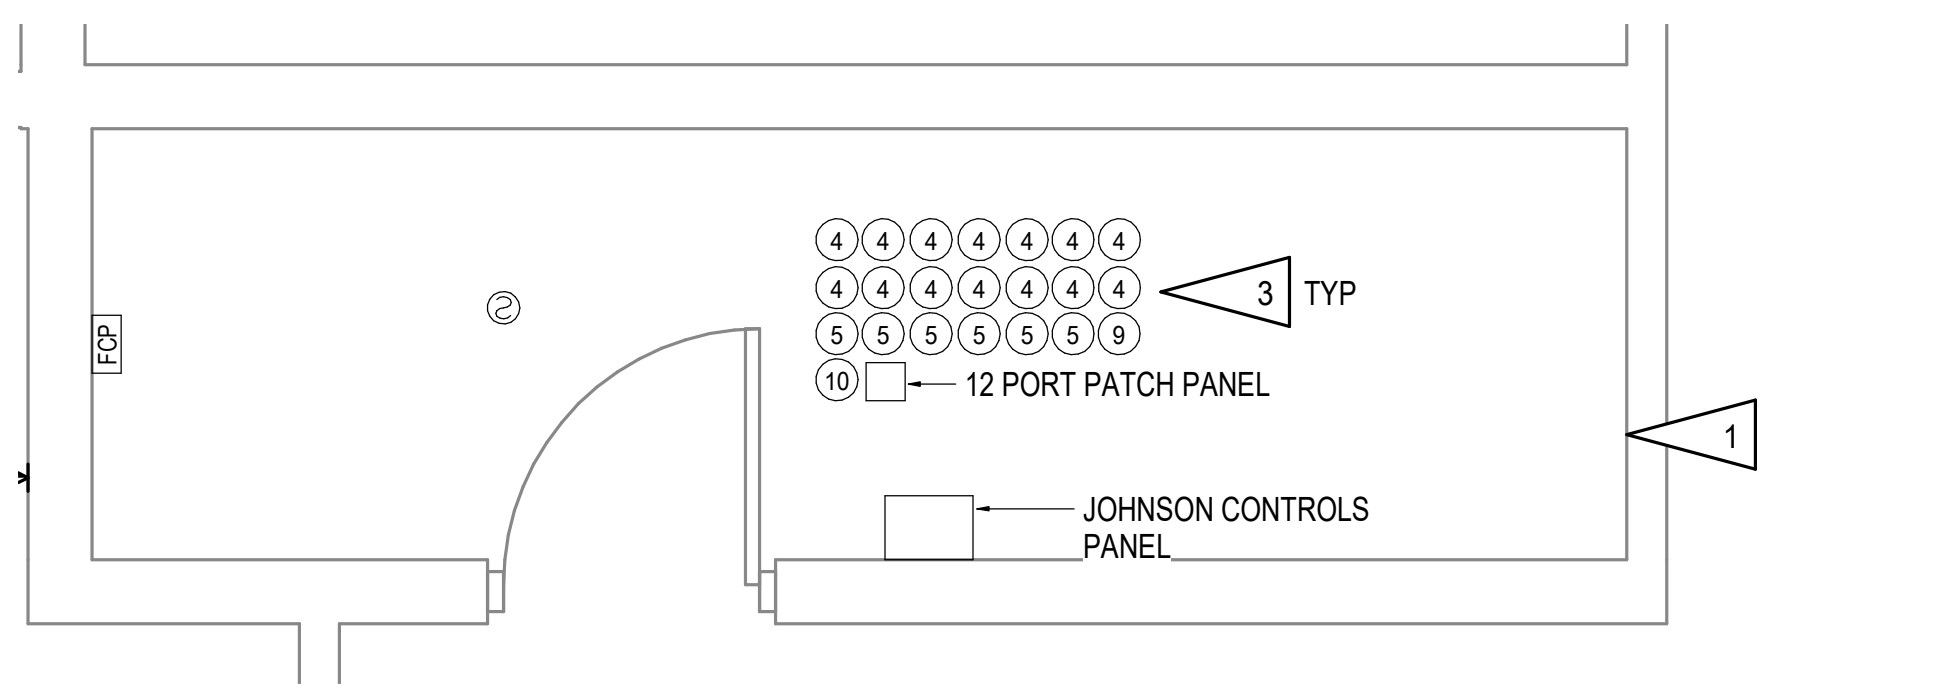 4 4 4 4 4 4 4
4 4 4 4 4 4 4
3 TYP
5 5 5 5 5 5 9
FCP
10
12 PORT PATCH PANEL
1
JOHNSON CONTROLS
PANEL